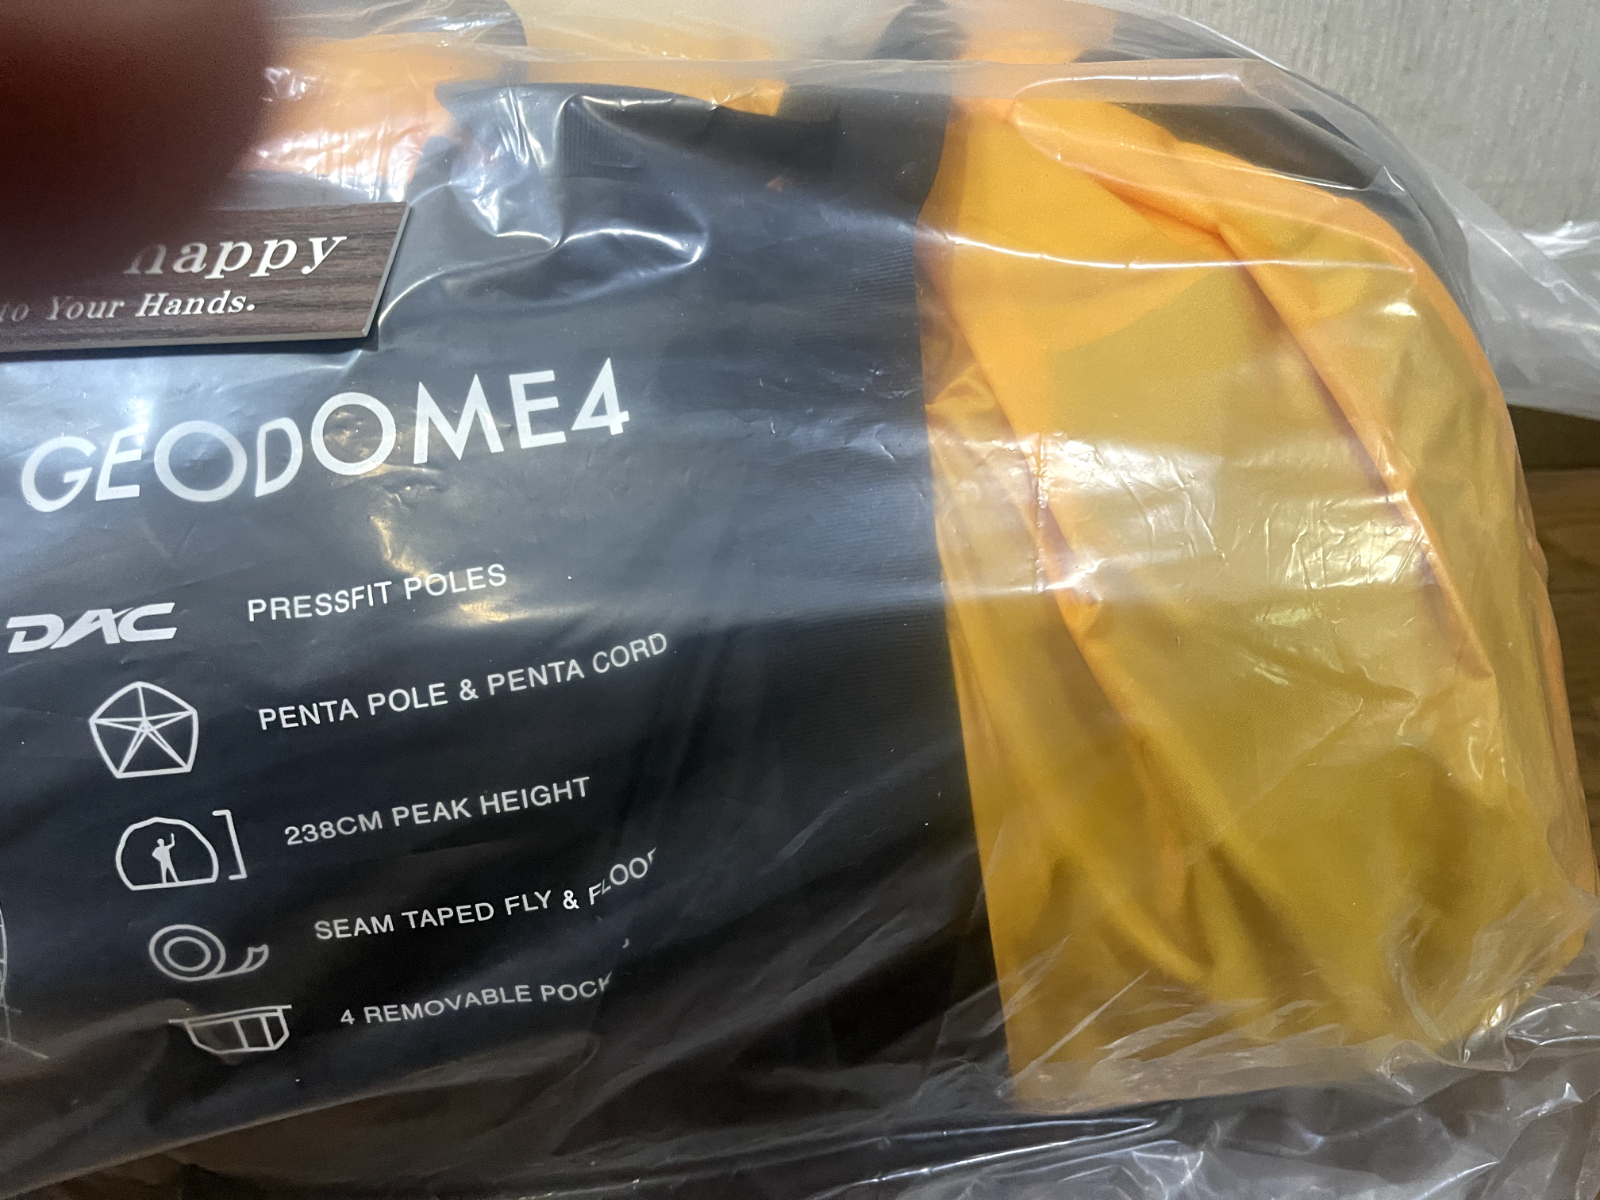 happy
to Your Hands.
GEODOME4
DAC PRESSFIT POLES
PENTA POLE & PENTA CORD
238CM PEAK HEIGHT
SEAM TAPED FLY & FLOOR
4 REMOVABLE